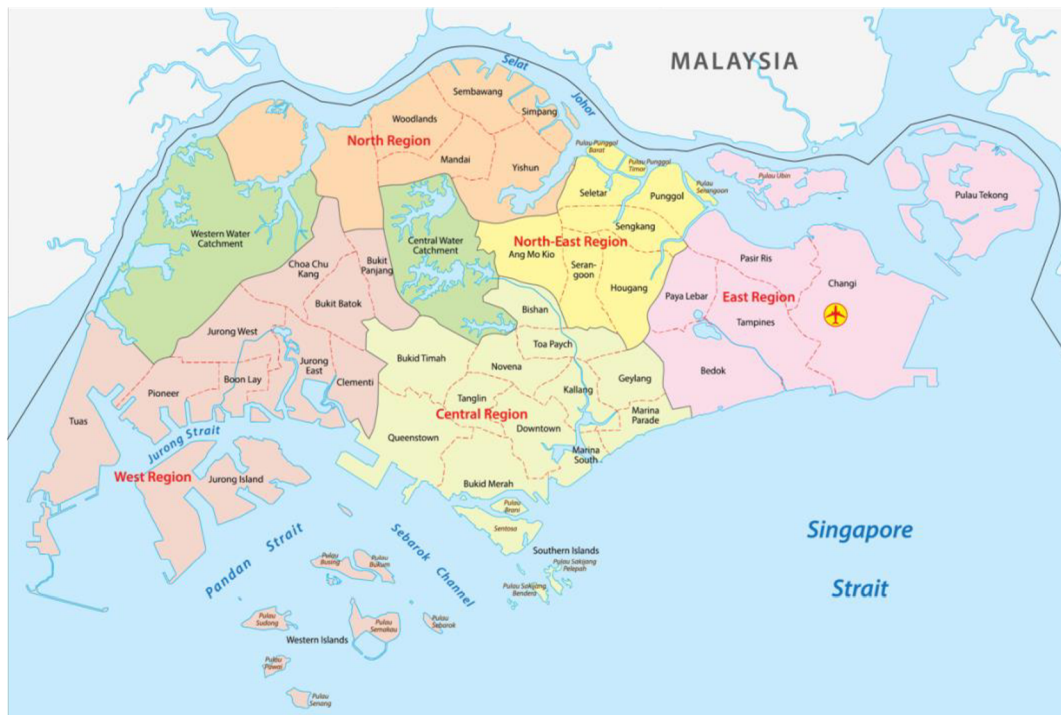 MALAYSIA
Selat
Johor
Sembawang
Simpang
Woodlands
North Region
Mandai
Yishun
Pulau Punggol
Barat
Pulau Punggol
Timor
Pulau
Serangoon
Pulau Ubin
Pulau Tekong
Seletar
Punggol
Sengkang
Western Water
Catchment
Central Water
Catchment
North-East Region
Ang Mo Kio
Seran-
goon
Hougang
Choa Chu
Kang
Bukit
Panjang
Bukit Batok
Pasir Ris
Changi
Paya Lebar
East Region
Tampines
Bedok
Bishan
Toa Paych
Jurong West
Jurong
East
Boon Lay
Pioneer
Clementi
Tuas
Bukid Timah
Novena
Tanglin
Kallang
Geylang
Central Region
Marina
Parade
Downtown
Queenstown
Marina
South
Jurong Strait
West Region
Jurong Island
Bukid Merah
Pulau
Brani
Sentosa
Southern Islands
Pulau Sakijang
Pelepah
Pulau Sakijang
Bendera
Singapore
Strait
Pandan Strait
Sebarok Channel
Pulau
Busing
Pulau
Bukum
Pulau
Sudong
Pulau
Semakau
Pulau
Sebarok
Western Islands
Pulau
Pawai
Pulau
Senang